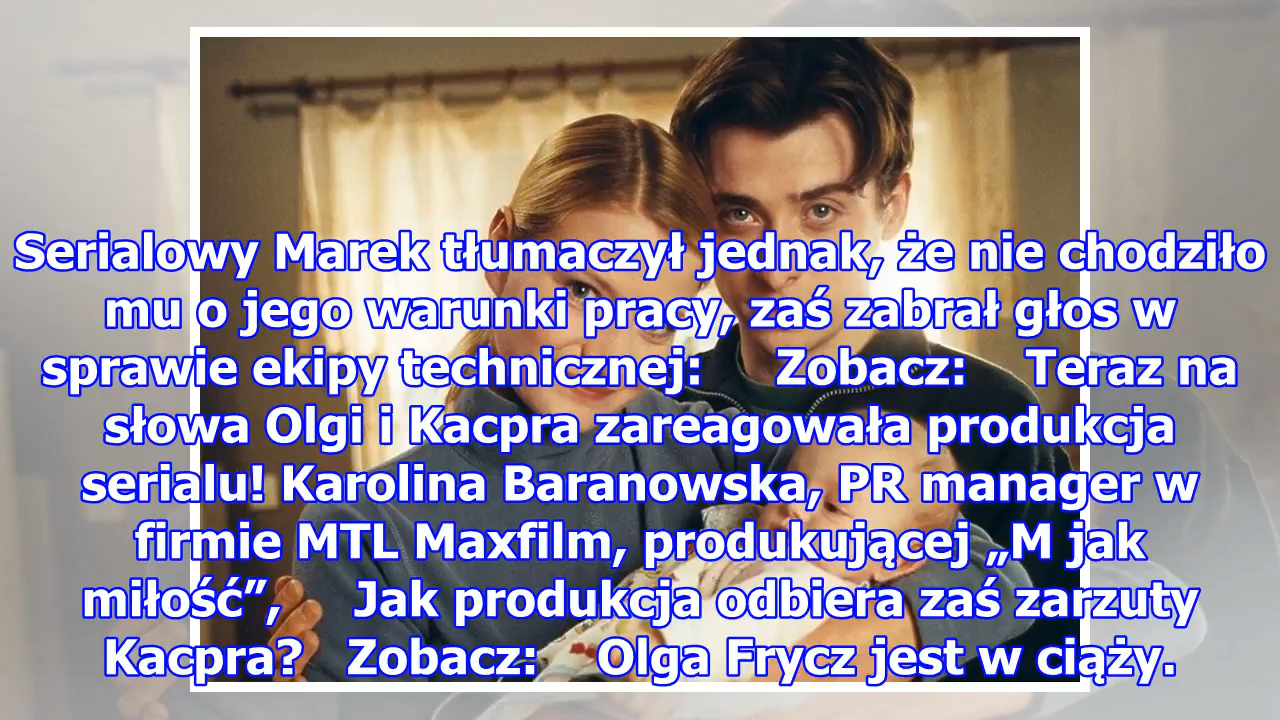 Serialowy Marek tłumaczył jednak, że nie chodziło
mu o jego warunki pracy, zaś zabrał głos w
sprawie ekipy technicznej: Zobacz: Teraz na
słowa Olgi i Kacpra zareagowała produkcja
serialu! Karolina Baranowska, PR manager w
firmie MTL Maxfilm, produkującej „M jak
miłość”, Jak produkcja odbiera zaś zarzuty
Kacpra? Zobacz: Olga Frycz jest w ciąży.